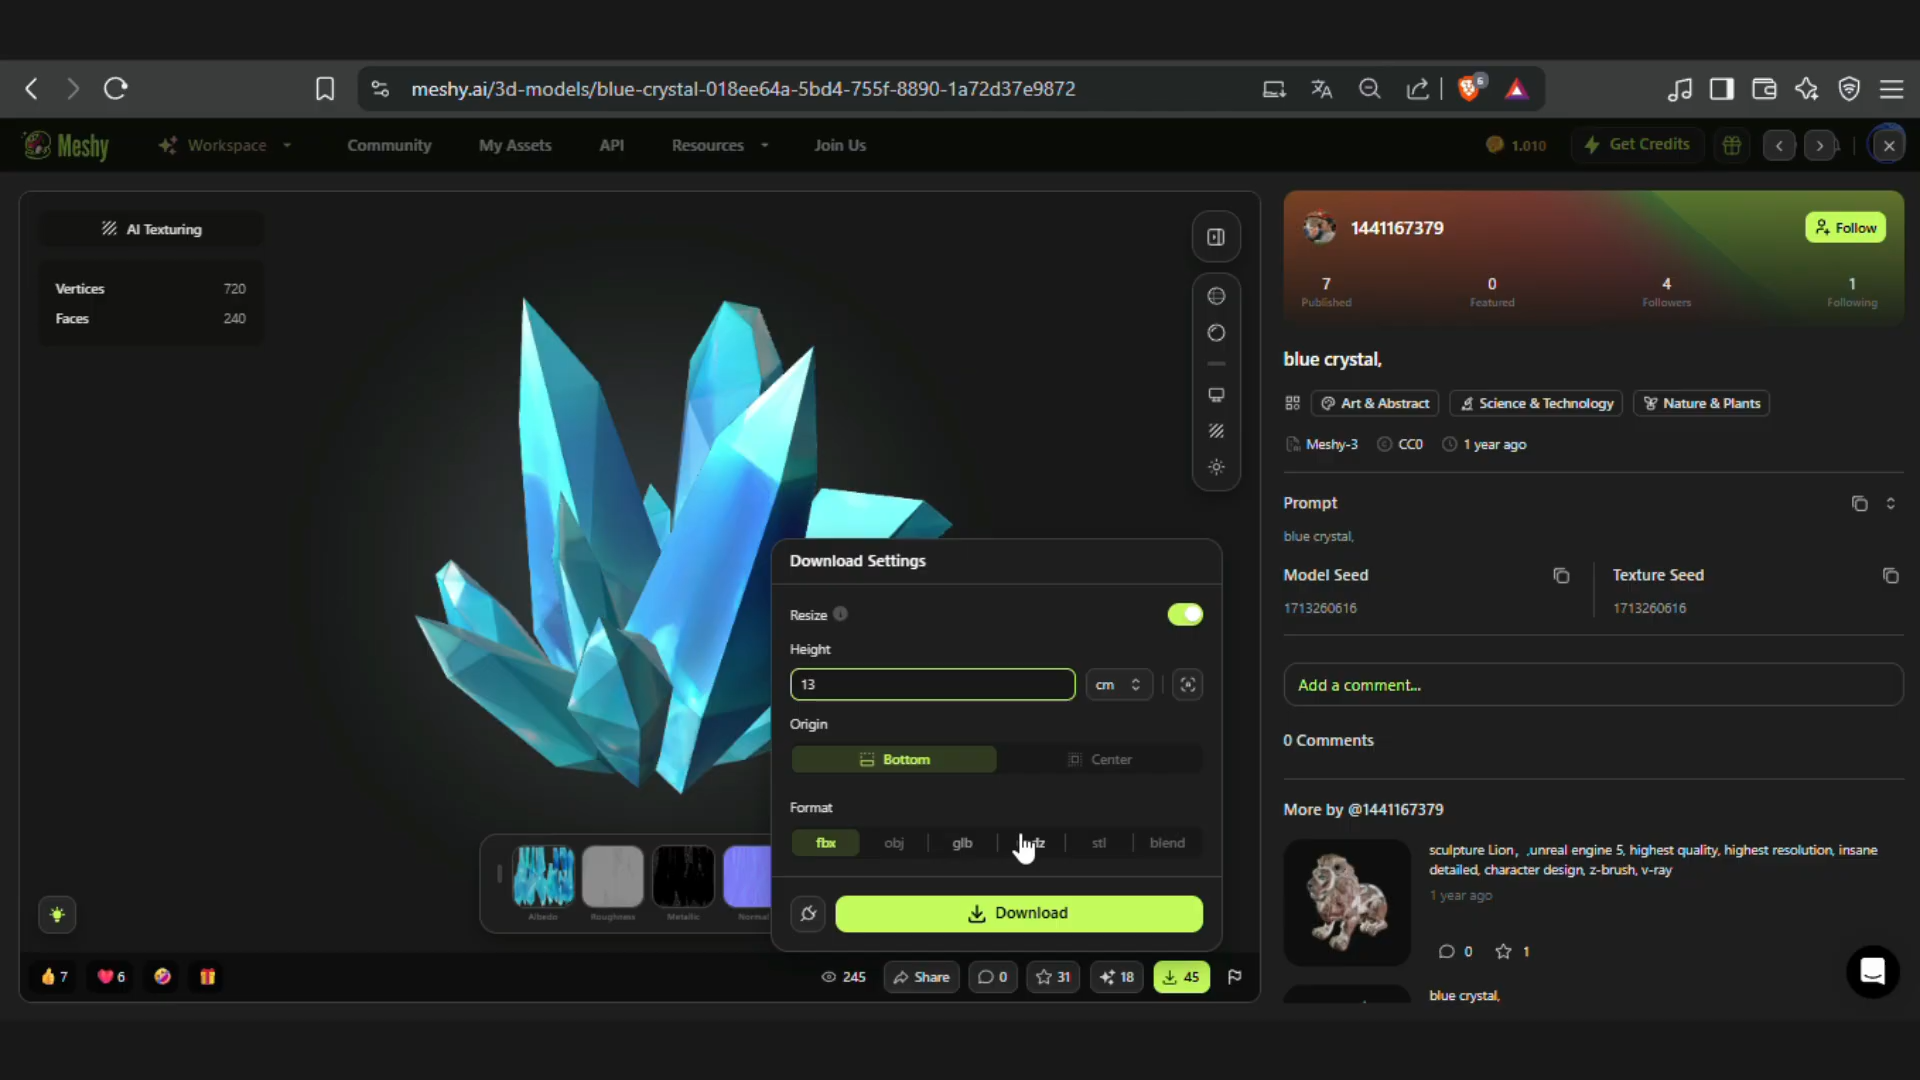 meshy.ai/3d-models/blue-crystal-018ee64a-5bd4-755f-8890-1a72d37e9872
6
Meshy
Workspace
Community
My Assets
API
Resources
Join Us
1.010
Get Credits
AI Texturing
Vertices 720
Faces 240
1441167379
Follow
7 0 4 1
Published Featured Followers Following
blue crystal,
Art & Abstract
Science & Technology
Nature & Plants
Meshy-3 CC0 1 year ago
Prompt
blue crystal,
Model Seed
1713260616
Texture Seed
1713260616
Add a comment...
0 Comments
More by @1441167379
sculpture Lion，,unreal engine 5, highest quality, highest resolution, insane
detailed, character design, z-brush, v-ray
1 year ago
0 1
blue crystal,
Download Settings
Resize
Height
13 cm
Origin
Bottom Center
Format
fbx obj glb stl blend
Download
Albedo Roughness Metallic Normal
7 6
245 Share 0 31 18 45